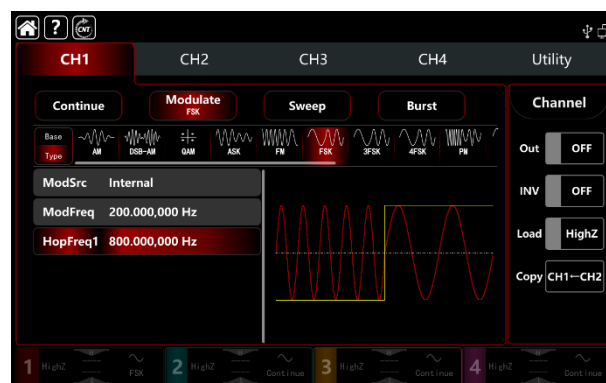 ? CNT
CH1 CH2 CH3 CH4 Utility
Continue Modulate FSK Sweep Burst Channel
Base Type AM DSB-AM QAM ASK FM FSK 3FSK 4FSK PM
Out OFF
ModSrc Internal
INV OFF
ModFreq 200.000,000 Hz
Load HighZ
HopFreq1 800.000,000 Hz
Copy CH1←CH2
1 HighZ FSK 2 HighZ Continue 3 HighZ Continue 4 HighZ Continue